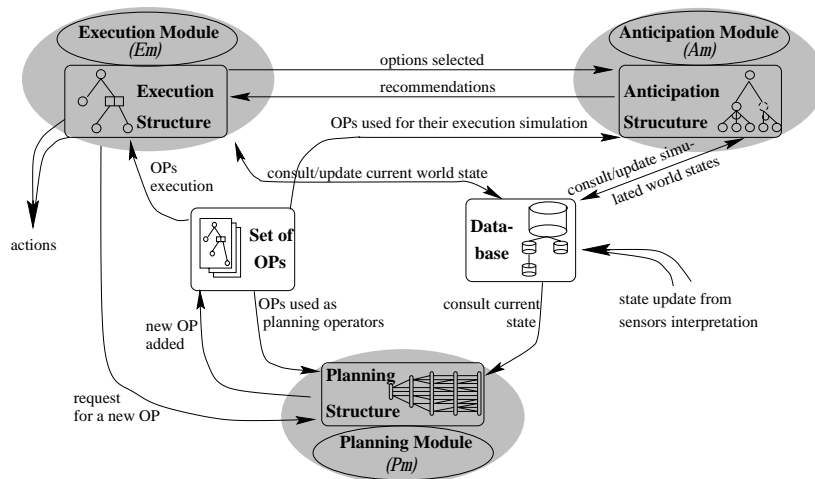 Execution Module
(Em)
Anticipation Module
(Am)
options selected
recommendations
Execution
Structure
Anticipation
Strucuture
OPs used for their execution simulation
OPs
execution
consult/update current world state
consult/update simu-
lated world states
actions
Set of
OPs
Data-
base
state update from
sensors interpretation
OPs used as
planning operators
consult current
state
new OP
added
request
for a new OP
Planning
Structure
Planning Module
(Pm)